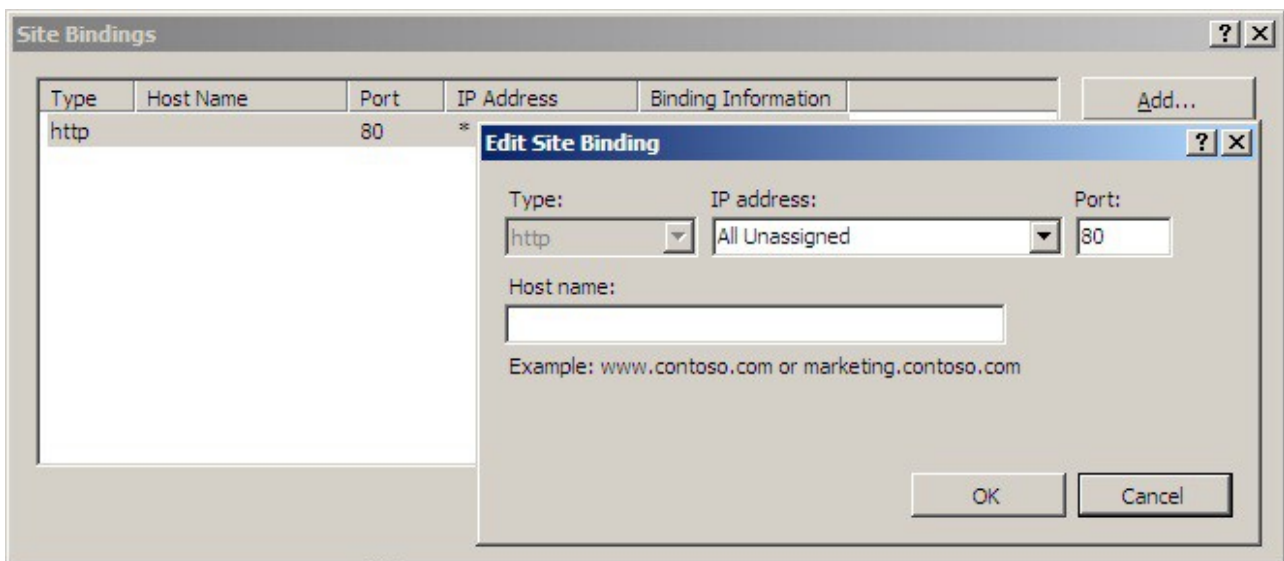 Site Bindings
Type Host Name Port IP Address Binding Information Add...
http 80 *
Edit Site Binding
Type: IP address: Port:
http All Unassigned 80
Host name:
Example: www.contoso.com or marketing.contoso.com
OK Cancel